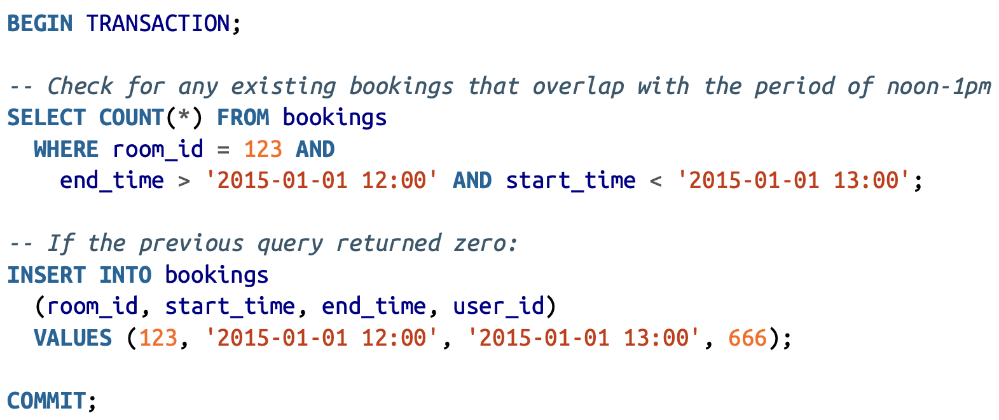 BEGIN TRANSACTION;
-- Check for any existing bookings that overlap with the period of noon-1pm
SELECT COUNT(*) FROM bookings
WHERE room_id = 123 AND
end_time > '2015-01-01 12:00' AND start_time < '2015-01-01 13:00';
-- If the previous query returned zero:
INSERT INTO bookings
(room_id, start_time, end_time, user_id)
VALUES (123, '2015-01-01 12:00', '2015-01-01 13:00', 666);
COMMIT;